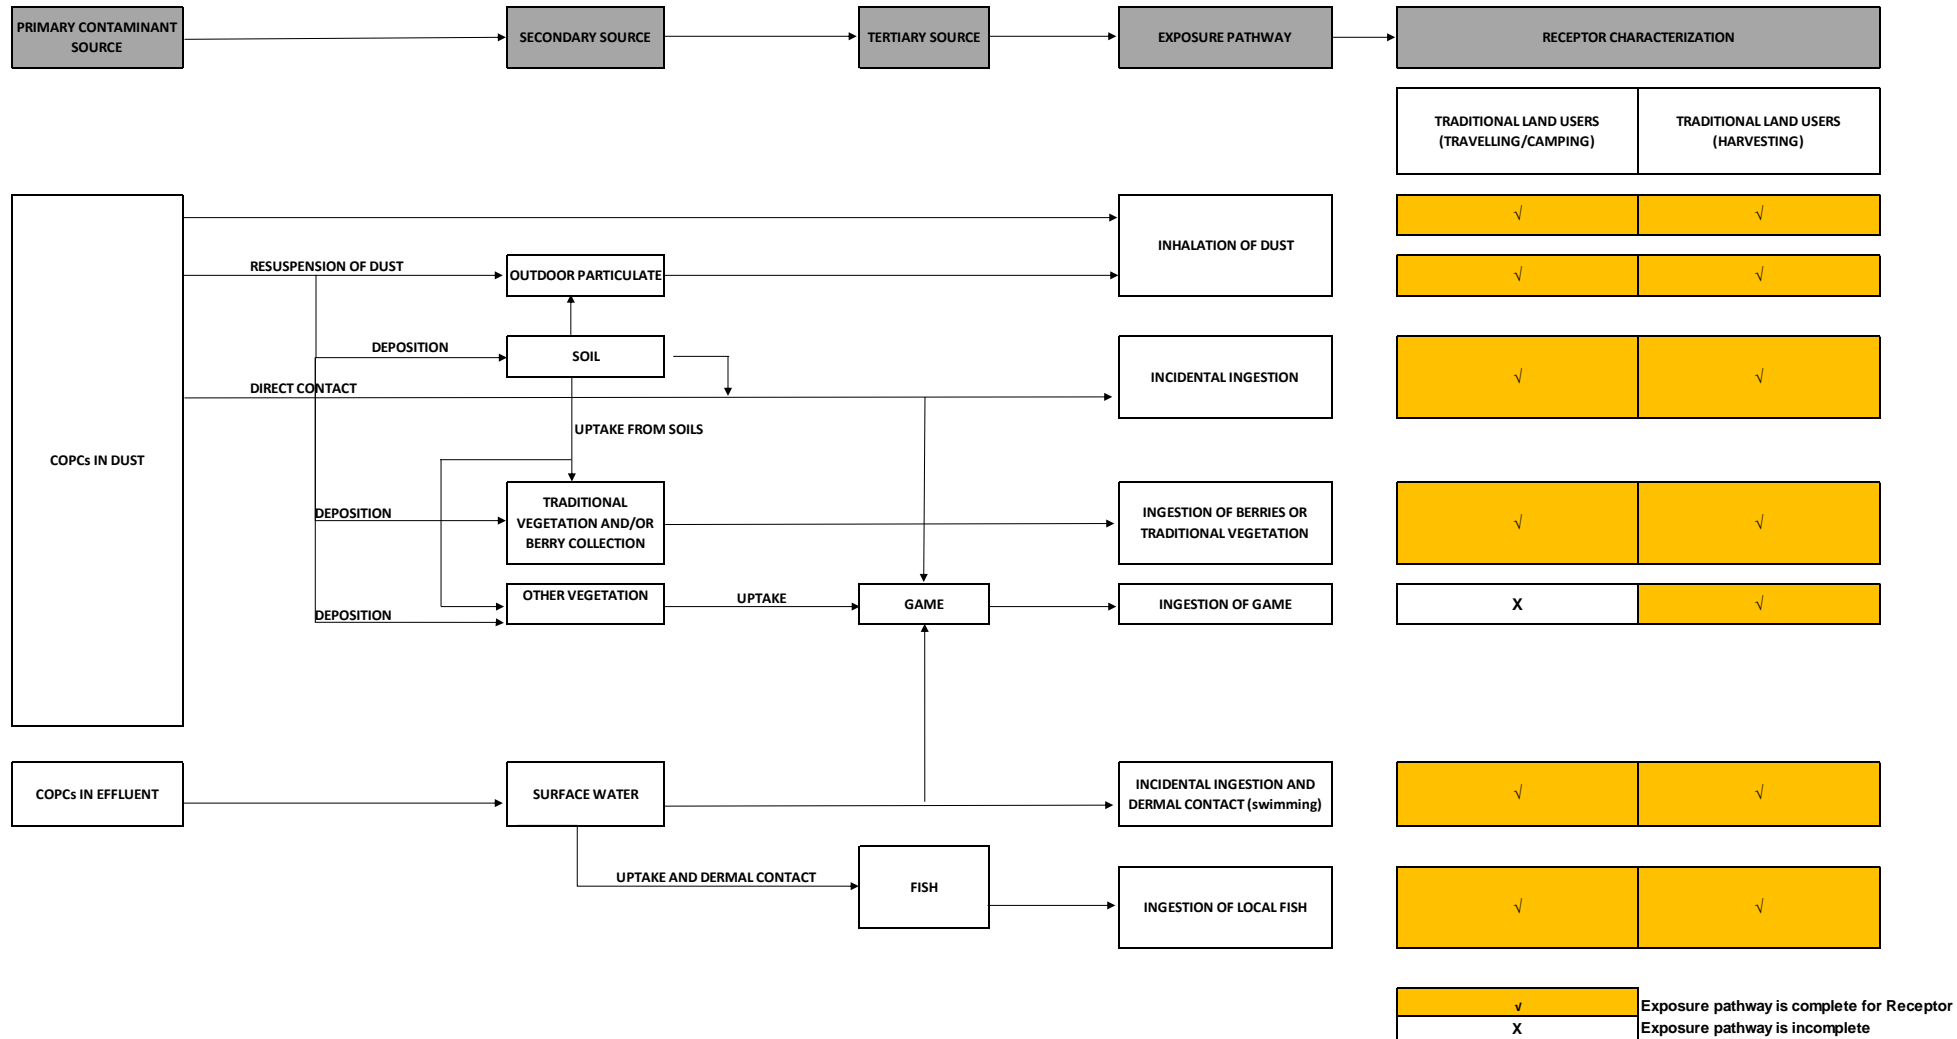 PRIMARY CONTAMINANT
SOURCE
SECONDARY SOURCE
TERTIARY SOURCE
EXPOSURE PATHWAY
RECEPTOR CHARACTERIZATION
TRADITIONAL LAND USERS
(TRAVELLING/CAMPING)
TRADITIONAL LAND USERS
(HARVESTING)
√
√
INHALATION OF DUST
RESUSPENSION OF DUST
OUTDOOR PARTICULATE
√
√
DEPOSITION
SOIL
INCIDENTAL INGESTION
√
√
DIRECT CONTACT
UPTAKE FROM SOILS
COPCs IN DUST
DEPOSITION
TRADITIONAL
VEGETATION AND/OR
BERRY COLLECTION
INGESTION OF BERRIES OR
TRADITIONAL VEGETATION
√
√
OTHER VEGETATION
DEPOSITION
UPTAKE
GAME
INGESTION OF GAME
X
√
COPCs IN EFFLUENT
SURFACE WATER
INCIDENTAL INGESTION AND
DERMAL CONTACT (swimming)
√
√
UPTAKE AND DERMAL CONTACT
FISH
INGESTION OF LOCAL FISH
√
√
√ Exposure pathway is complete for Receptor
X Exposure pathway is incomplete